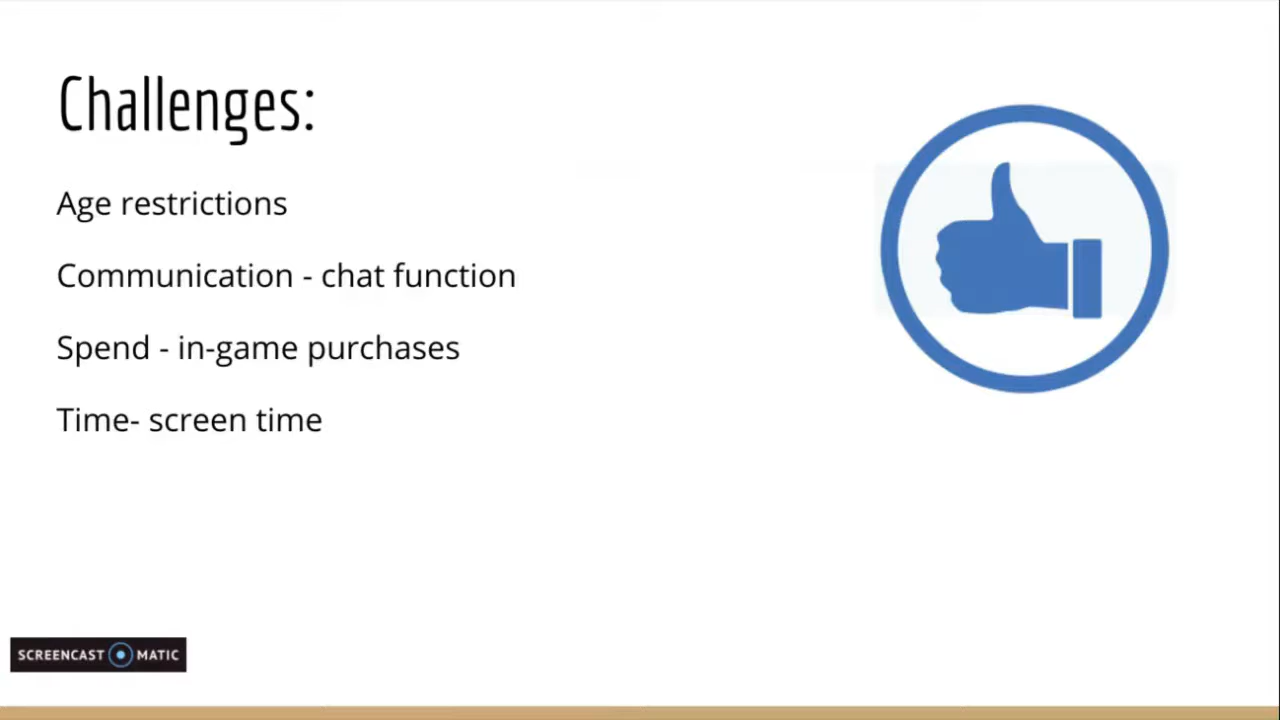 Challenges:
Age restrictions
Communication - chat function
Spend - in-game purchases
Time- screen time
SCREENCAST MATIC